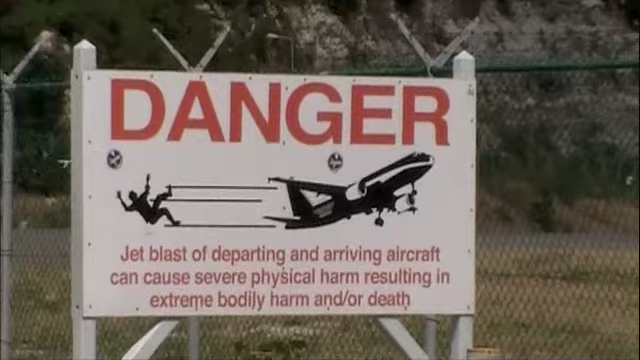 DANGER
Jet blast of departing and arriving aircraft
can cause severe physical harm resulting in
extreme bodily harm and/or death